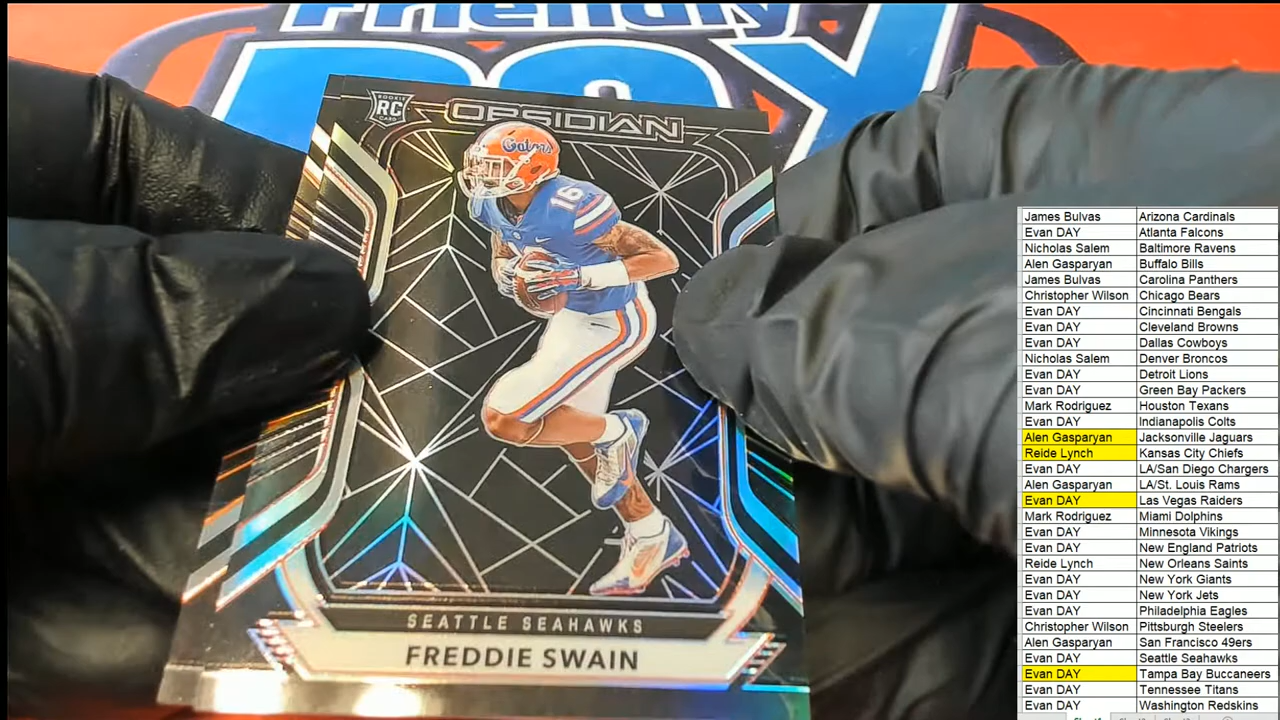 Friendly
ROOKIE
RC
CARD
OBSIDIAN
Gators
16
SEATTLE SEAHAWKS
FREDDIE SWAIN
James Bulvas Arizona Cardinals
Evan DAY Atlanta Falcons
Nicholas Salem Baltimore Ravens
Alen Gasparyan Buffalo Bills
James Bulvas Carolina Panthers
Christopher Wilson Chicago Bears
Evan DAY Cincinnati Bengals
Evan DAY Cleveland Browns
Evan DAY Dallas Cowboys
Nicholas Salem Denver Broncos
Evan DAY Detroit Lions
Evan DAY Green Bay Packers
Mark Rodriguez Houston Texans
Evan DAY Indianapolis Colts
Alen Gasparyan Jacksonville Jaguars
Reide Lynch Kansas City Chiefs
Evan DAY LA/San Diego Chargers
Alen Gasparyan LA/St. Louis Rams
Evan DAY Las Vegas Raiders
Mark Rodriguez Miami Dolphins
Evan DAY Minnesota Vikings
Evan DAY New England Patriots
Reide Lynch New Orleans Saints
Evan DAY New York Giants
Evan DAY New York Jets
Evan DAY Philadelphia Eagles
Christopher Wilson Pittsburgh Steelers
Alen Gasparyan San Francisco 49ers
Evan DAY Seattle Seahawks
Evan DAY Tampa Bay Buccaneers
Evan DAY Tennessee Titans
Evan DAY Washington Redskins